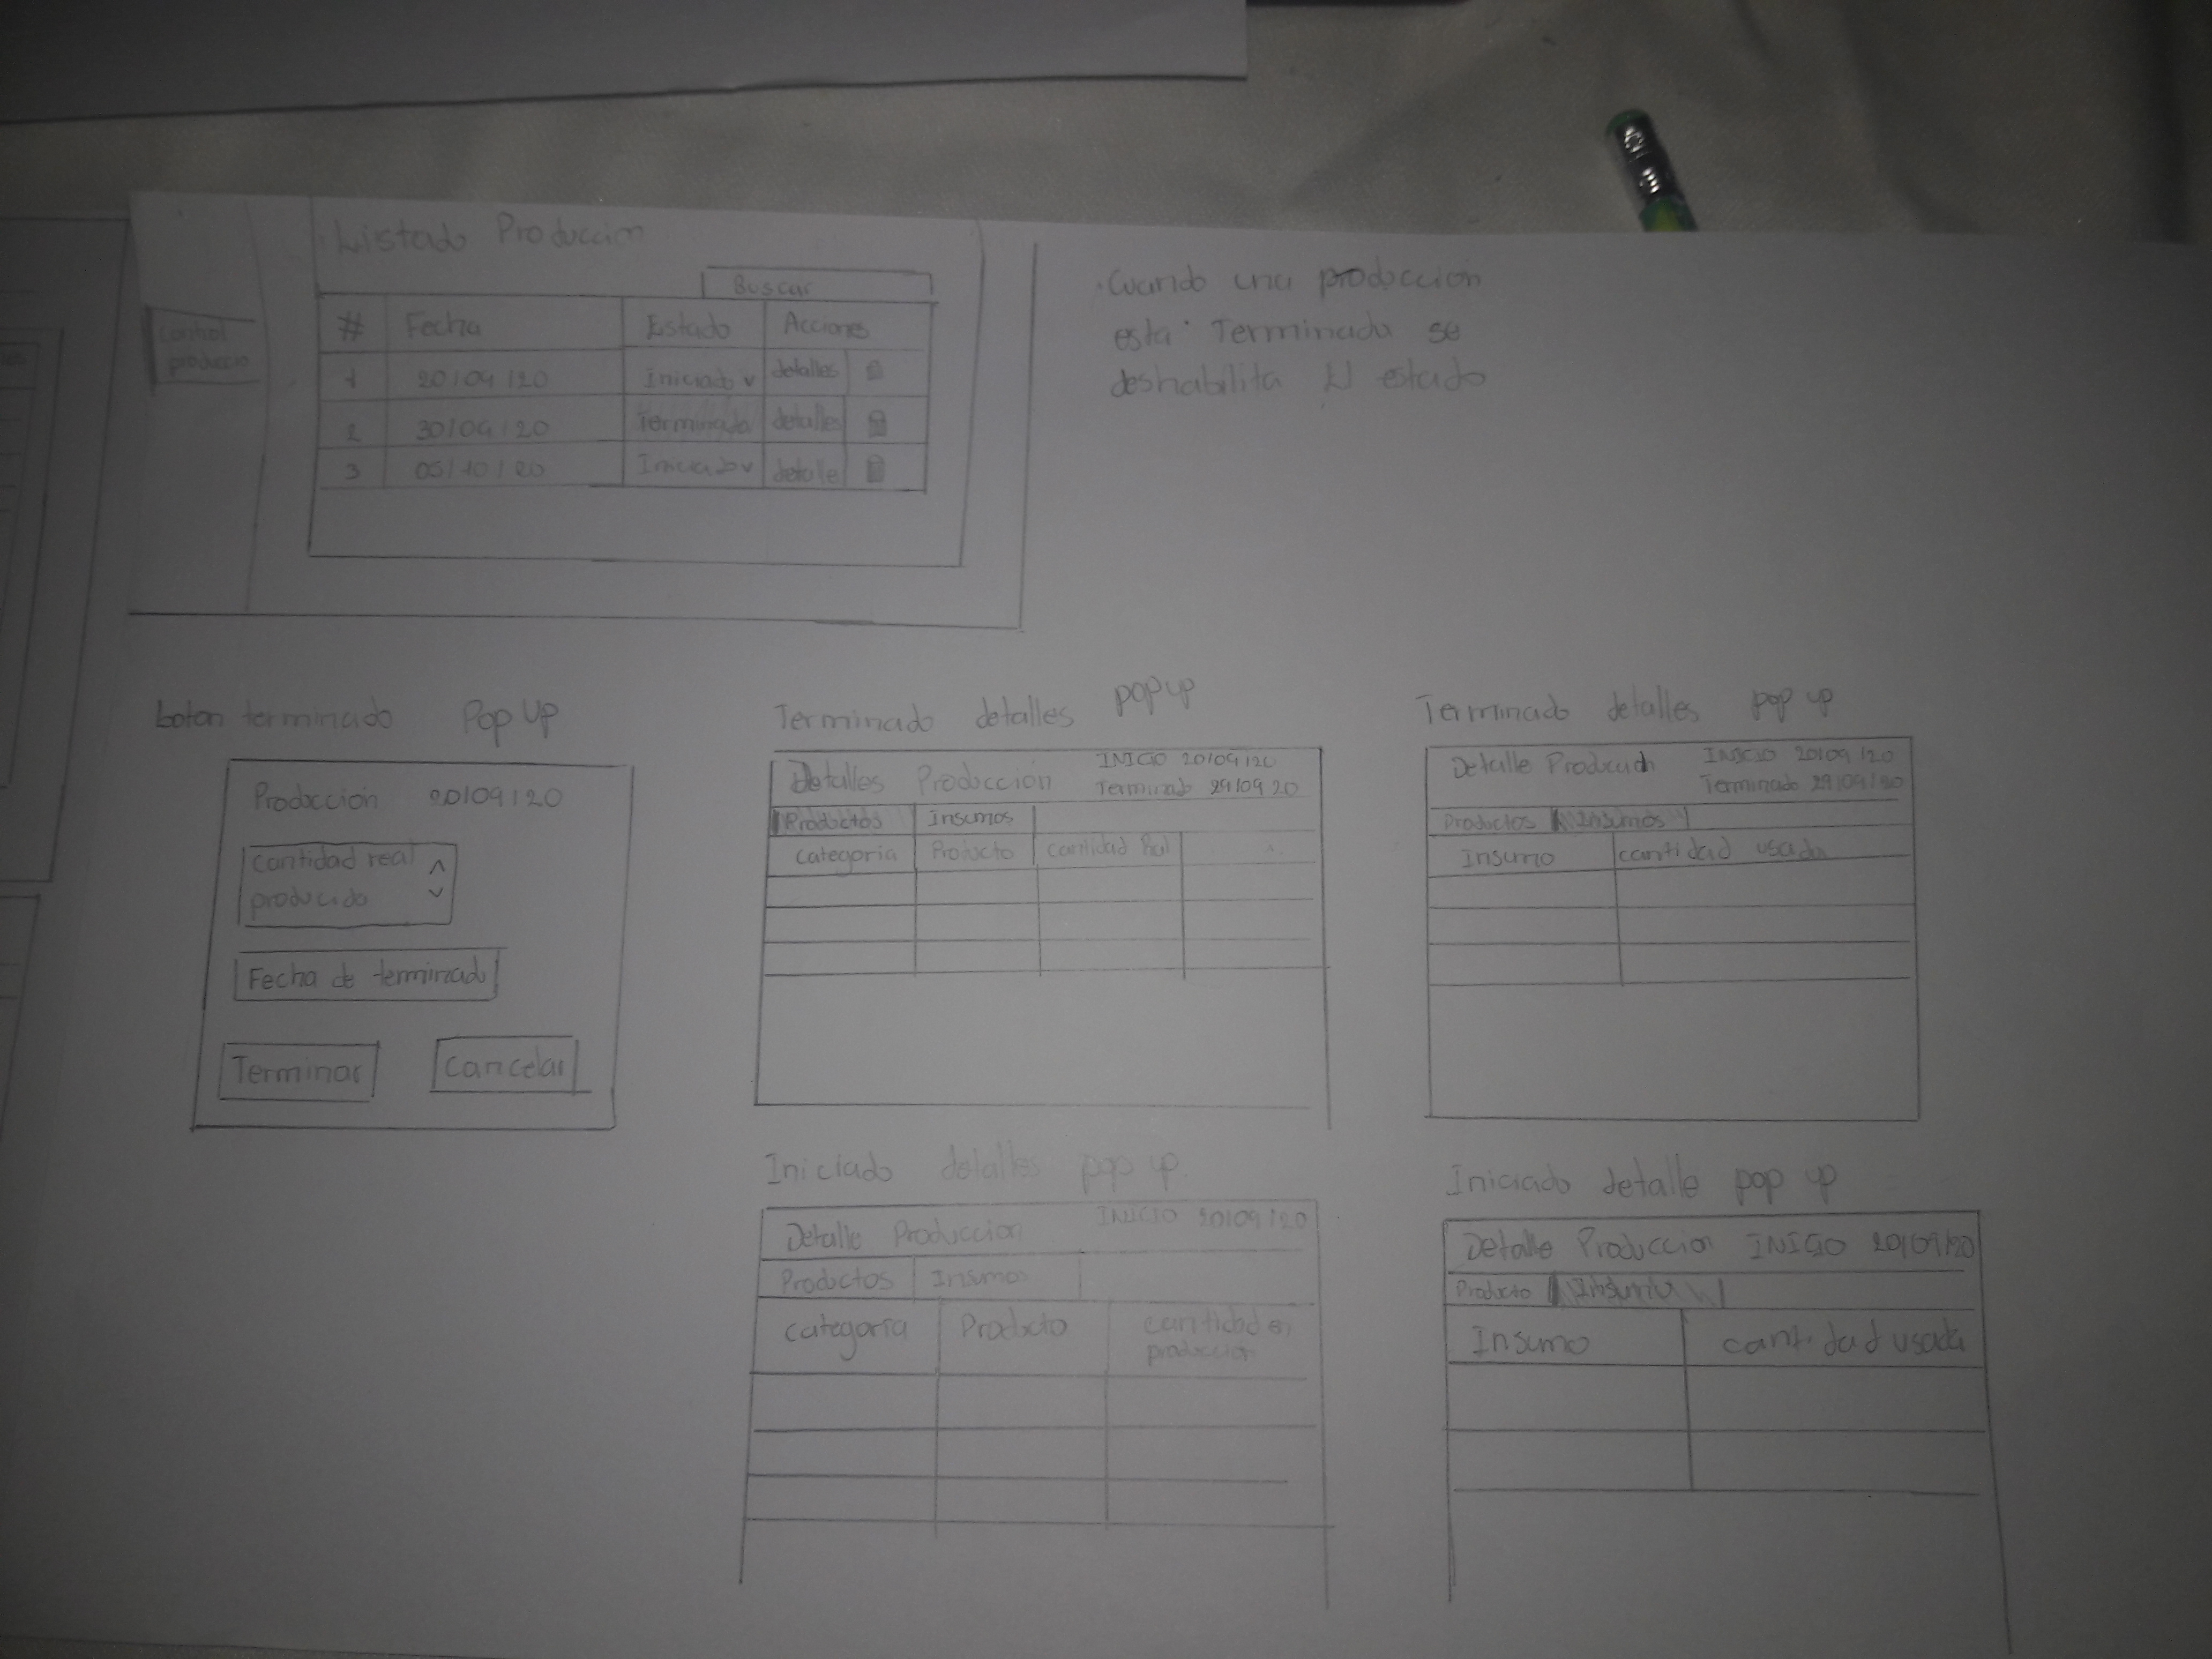 Listado Produccion
Buscar
control
produccio
# Fecha Estado Acciones
1 20/09/20 Iniciado v detalles
2 30/09/20 Terminada detalles
3 05/10/20 Iniciado v detalle
. Cuando una produccion
esta Terminada se
deshabilita el estado
boton terminado Pop Up
Produccion 20/09/20
cantidad real
producido
Fecha de terminado
Terminar Cancelar
Terminado detalles popup
Detalles Produccion INICIO 20/09/20
Terminado 29/09 20
Productos Insumos
categoria Producto cantidad Real
Terminado detalles pop up
Detalle INICIO 20/09/20
Terminado 29/09/20
Productos Insumos
Insumo cantidad usada
Iniciado detalles pop up.
Detalle Produccion INICIO 20/09/20
Productos Insumos
categoria Producto cantidad en
produccion
Iniciado detalle pop up
Detalle Produccion INICIO 20/09/20
Producto
Insumo cantidad usada